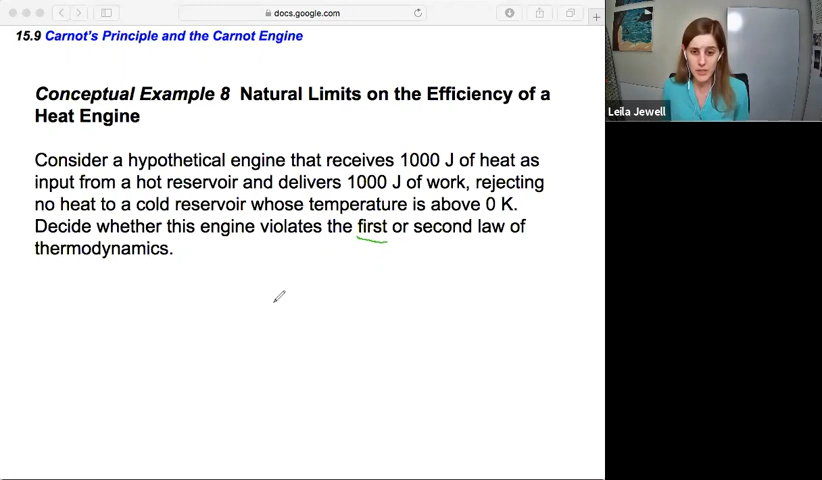 docs.google.com
15.9 Carnot's Principle and the Carnot Engine
Conceptual Example 8 Natural Limits on the Efficiency of a
Heat Engine
Consider a hypothetical engine that receives 1000 J of heat as
input from a hot reservoir and delivers 1000 J of work, rejecting
no heat to a cold reservoir whose temperature is above 0 K.
Decide whether this engine violates the first or second law of
thermodynamics.
Leila Jewell